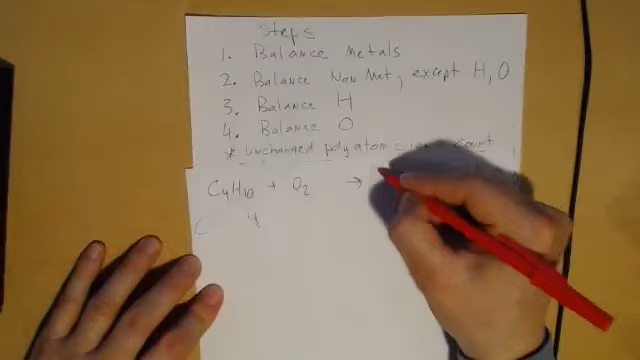 Steps
1. Balance Metals
2. Balance Non Met, except H, O
3. Balance H
4. Balance O
* unchanged polyatomic ions count
C4H10 + O2 →
C 4